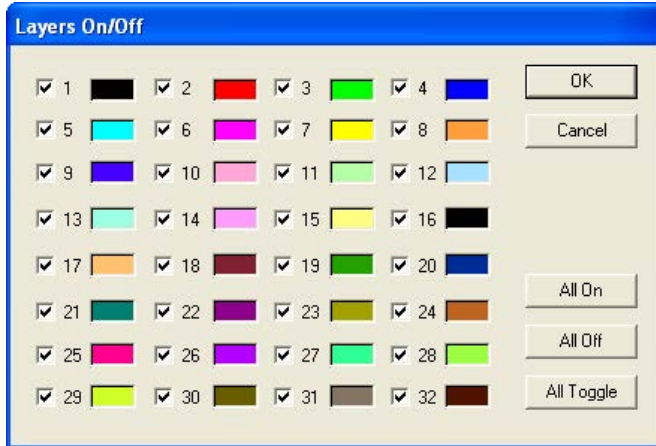 Layers On/Off
1 2 3 4 OK
5 6 7 8 Cancel
9 10 11 12
13 14 15 16
17 18 19 20
All On
21 22 23 24
All Off
25 26 27 28
29 30 31 32 All Toggle